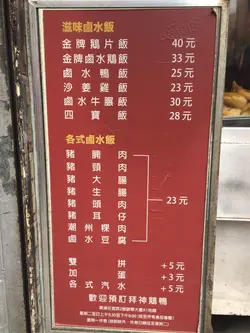 滋味鹵水飯
金牌鵝片飯 40元
金牌鹵水鵝飯 33元
鹵水鴨飯 25元
沙姜雞飯 23元
鹵水牛腩飯 30元
四寶飯 28元
各式鹵水飯
豬腩肉
豬頸肉
豬大腸
豬生腸
豬頭肉
豬耳仔
潮州粿肉
鹵水豆腐
23元
雙拼 +5元
加蛋 +3元
各式汽水 +5元
歡迎預訂拜神鵝鴨